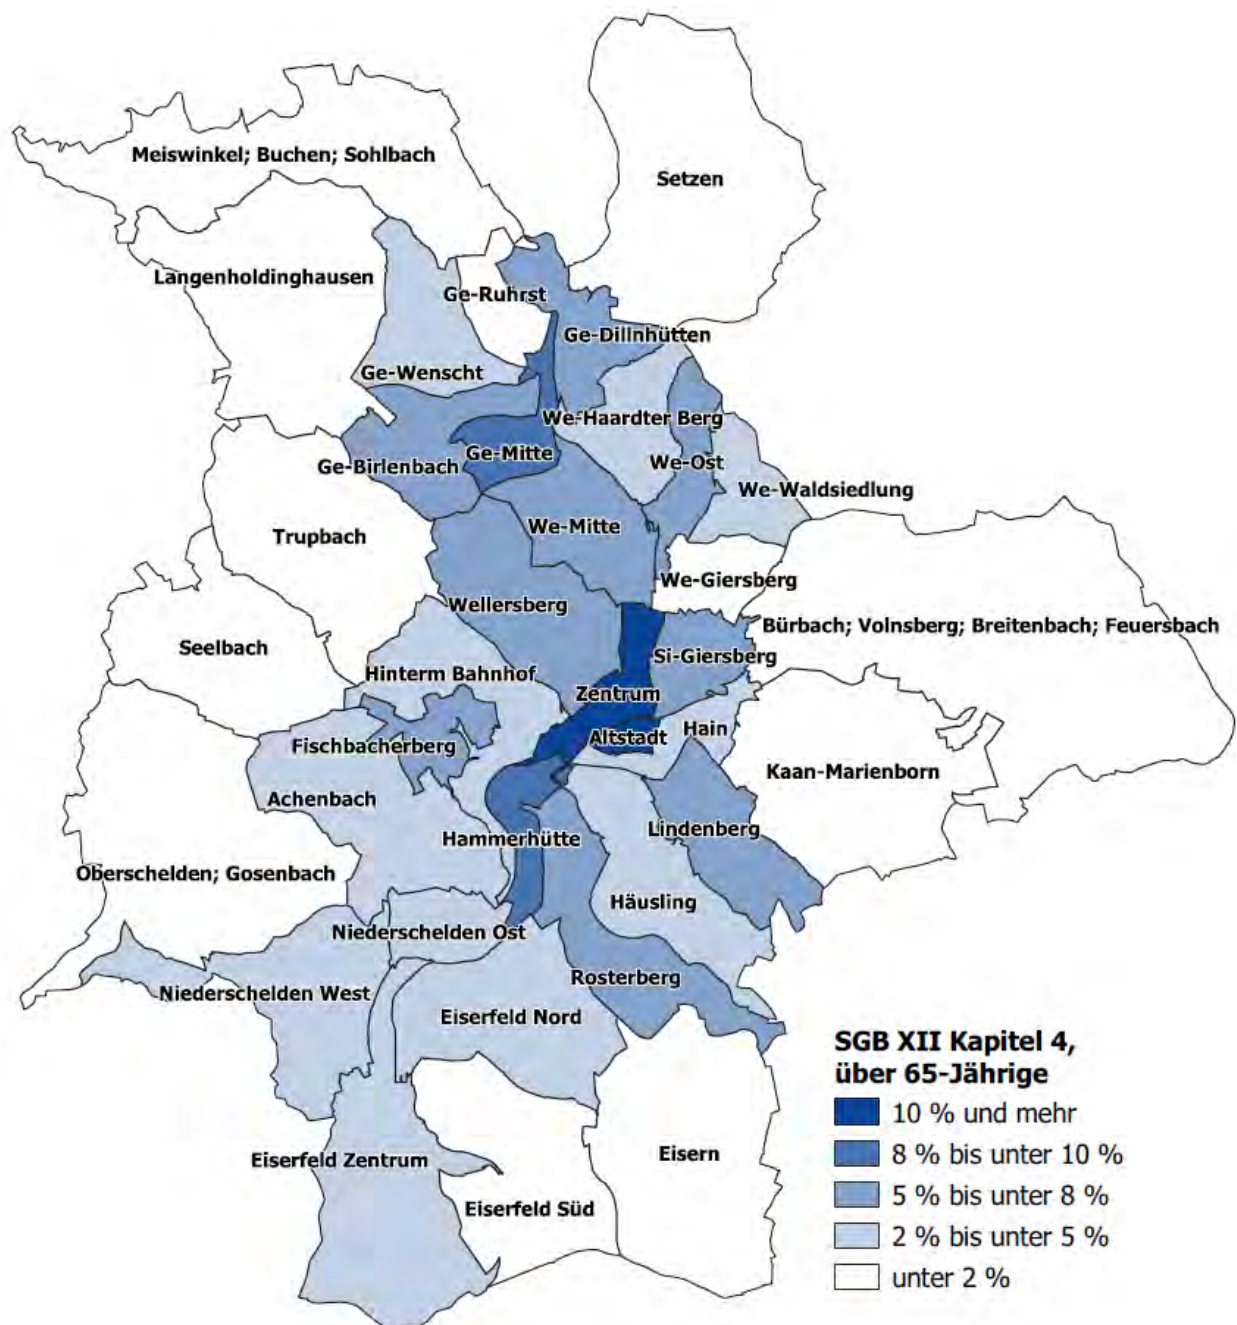 Meiswinkel; Buchen; Sohlbach
Setzen
Langenholdinghausen
Ge-Ruhrst
Ge-Dillnhütten
Ge-Wenscht
We-Haardter Berg
Ge-Mitte
Ge-Birlenbach
We-Ost
We-Waldsiedlung
We-Mitte
Trupbach
We-Giersberg
Wellersberg
Bürbach; Volnsberg; Breitenbach; Feuersbach
Seelbach
Si-Giersberg
Hinterm Bahnhof
Zentrum
Hain
Altstadt
Fischbacherberg
Kaan-Marienborn
Achenbach
Lindenberg
Hammerhütte
Oberschelden; Gosenbach
Häusling
Niederschelden Ost
Rosterberg
Niederschelden West
Eiserfeld Nord
Eisern
Eiserfeld Zentrum
Eiserfeld Süd
SGB XII Kapitel 4,
über 65-Jährige
10 % und mehr
8 % bis unter 10 %
5 % bis unter 8 %
2 % bis unter 5 %
unter 2 %